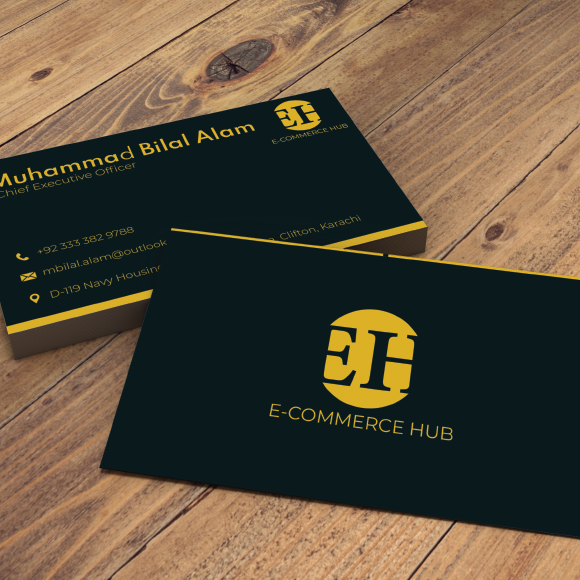 Muhammad Bilal Alam
Chief Executive Officer
EH
E-COMMERCE HUB
+92 333 382 9788
mbilal.alam@outlook
D-119 Navy Housing Clifton, Karachi
EH
E-COMMERCE HUB